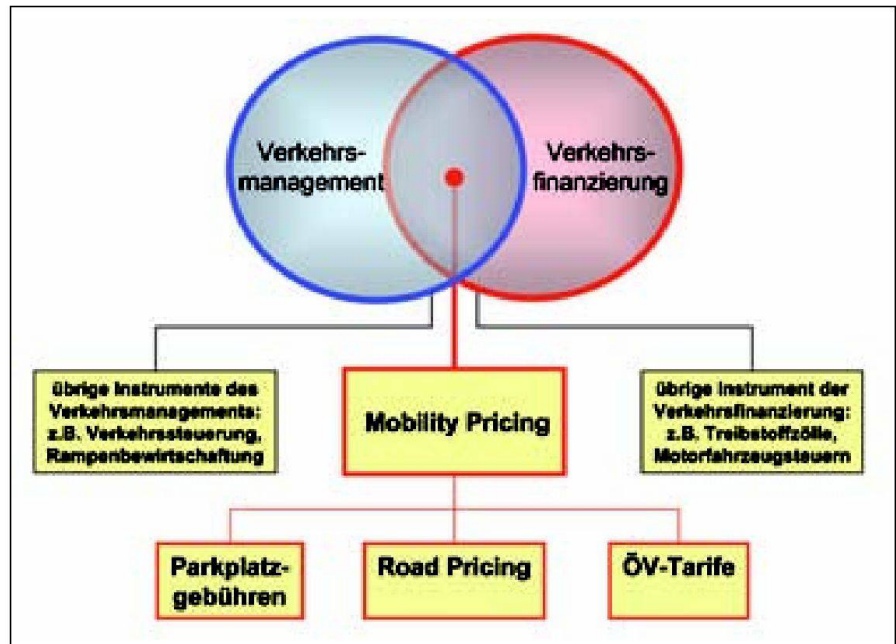 Verkehrs-
management
Verkehrs-
finanzierung
übrige Instrumente des
Verkehrsmanagements:
z.B. Verkehrssteuerung,
Rampenbewirtschaftung
Mobility Pricing
übrige Instrument der
Verkehrsfinanzierung:
z.B. Treibstoffzölle,
Motorfahrzeugsteuern
Parkplatz-
gebühren
Road Pricing
ÖV-Tarife